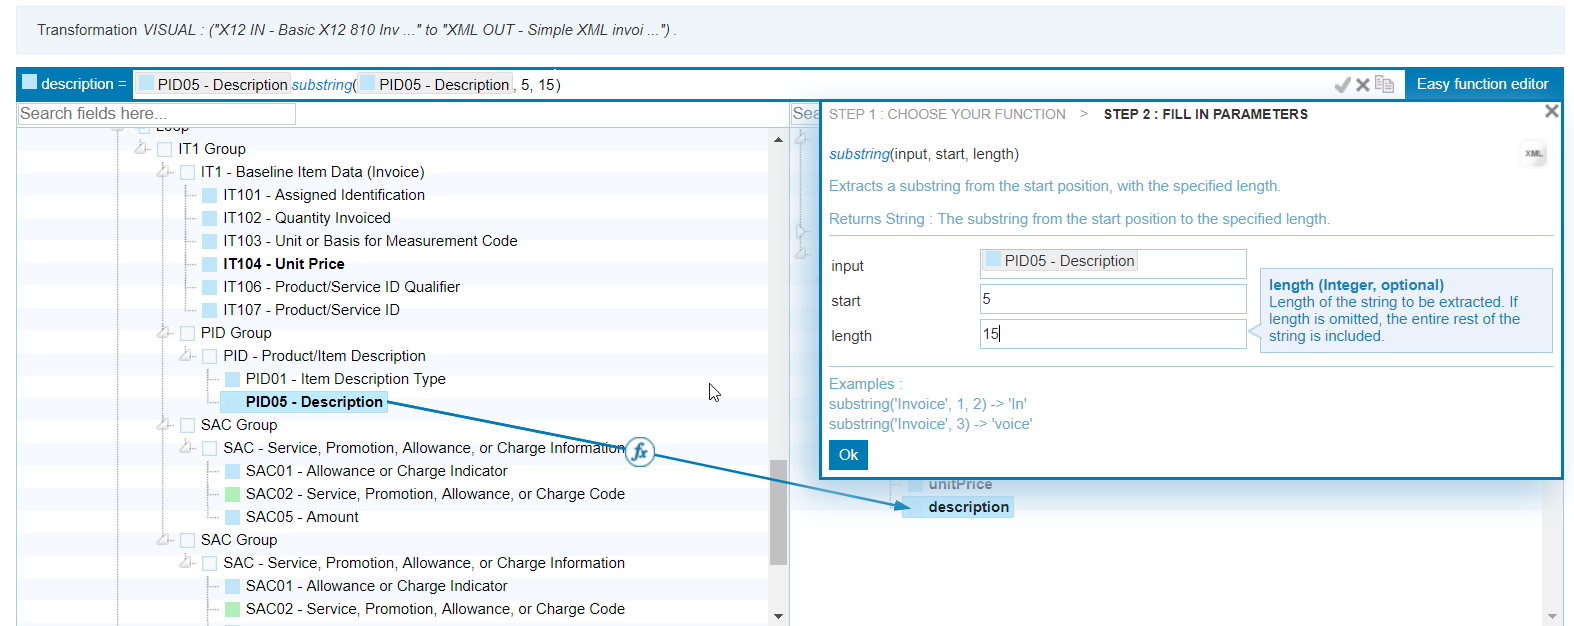 Transformation VISUAL : ("X12 IN - Basic X12 810 Inv ..." to "XML OUT - Simple XML invoi ...") .
description = PID05 - Description substring( PID05 - Description , 5, 15)
Easy function editor
Search fields here...
Loop
IT1 Group
IT1 - Baseline Item Data (Invoice)
IT101 - Assigned Identification
IT102 - Quantity Invoiced
IT103 - Unit or Basis for Measurement Code
IT104 - Unit Price
IT106 - Product/Service ID Qualifier
IT107 - Product/Service ID
PID Group
PID - Product/Item Description
PID01 - Item Description Type
PID05 - Description
SAC Group
SAC - Service, Promotion, Allowance, or Charge Information
SAC01 - Allowance or Charge Indicator
SAC02 - Service, Promotion, Allowance, or Charge Code
SAC05 - Amount
SAC Group
SAC - Service, Promotion, Allowance, or Charge Information
SAC01 - Allowance or Charge Indicator
SAC02 - Service, Promotion, Allowance, or Charge Code
fx
Sea
STEP 1 : CHOOSE YOUR FUNCTION > STEP 2 : FILL IN PARAMETERS
substring(input, start, length)
XML
Extracts a substring from the start position, with the specified length.
Returns String : The substring from the start position to the specified length.
input PID05 - Description
start 5
length 15
length (Integer, optional)
Length of the string to be extracted. If
length is omitted, the entire rest of the
string is included.
Examples :
substring('Invoice', 1, 2) -> 'In'
substring('Invoice', 3) -> 'voice'
Ok
unitPrice
description